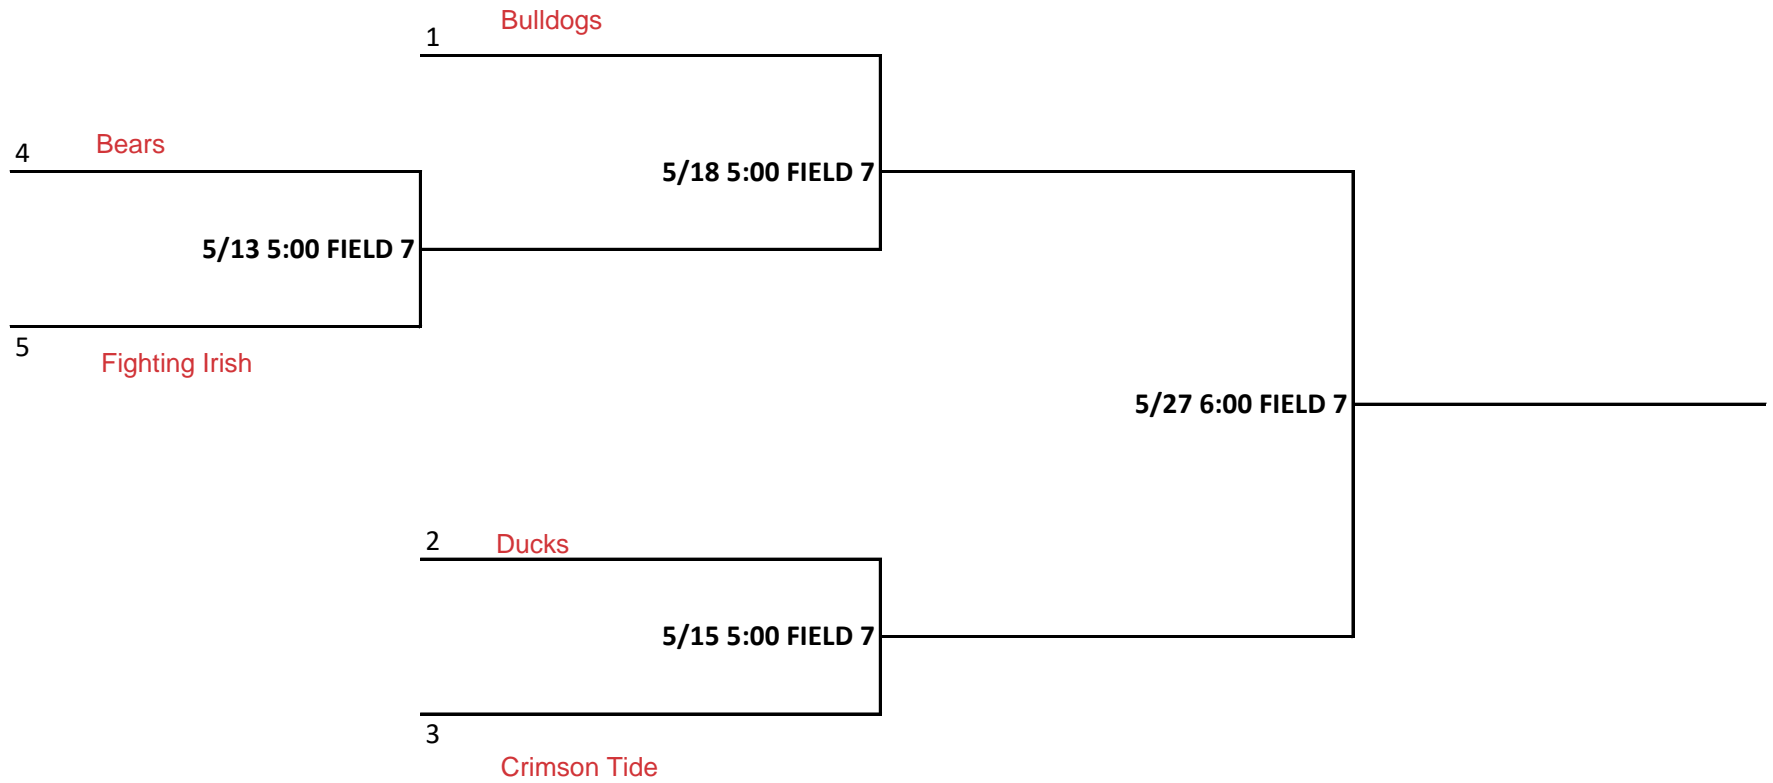 Bulldogs
1
4
Bears
5/18 5:00 FIELD 7
5/13 5:00 FIELD 7
5
Fighting Irish
5/27 6:00 FIELD 7
2
Ducks
5/15 5:00 FIELD 7
3
Crimson Tide